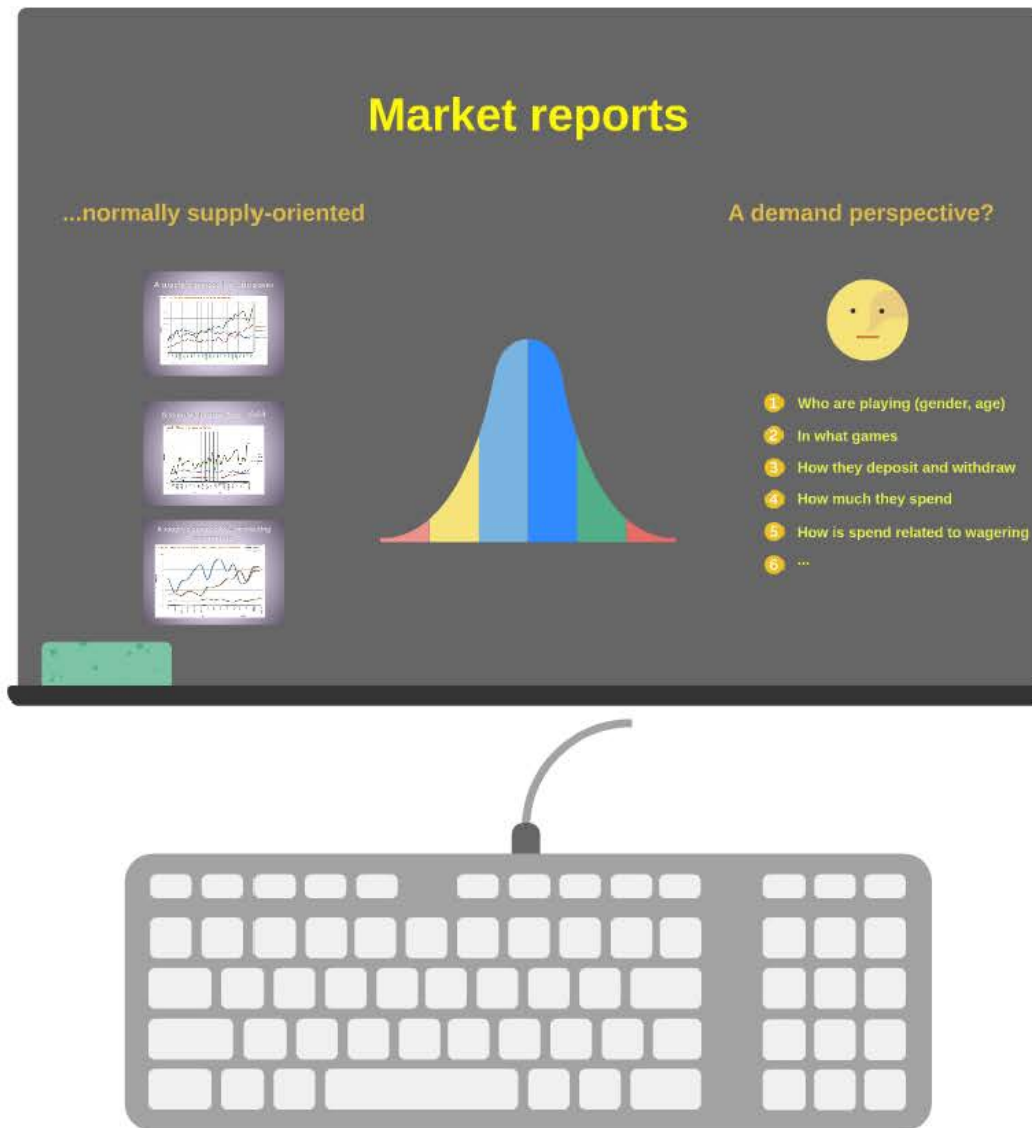 Market reports
...normally supply-oriented
A demand perspective?
1 Who are playing (gender, age)
2 In what games
3 How they deposit and withdraw
4 How much they spend
5 How is spend related to wagering
6 ...